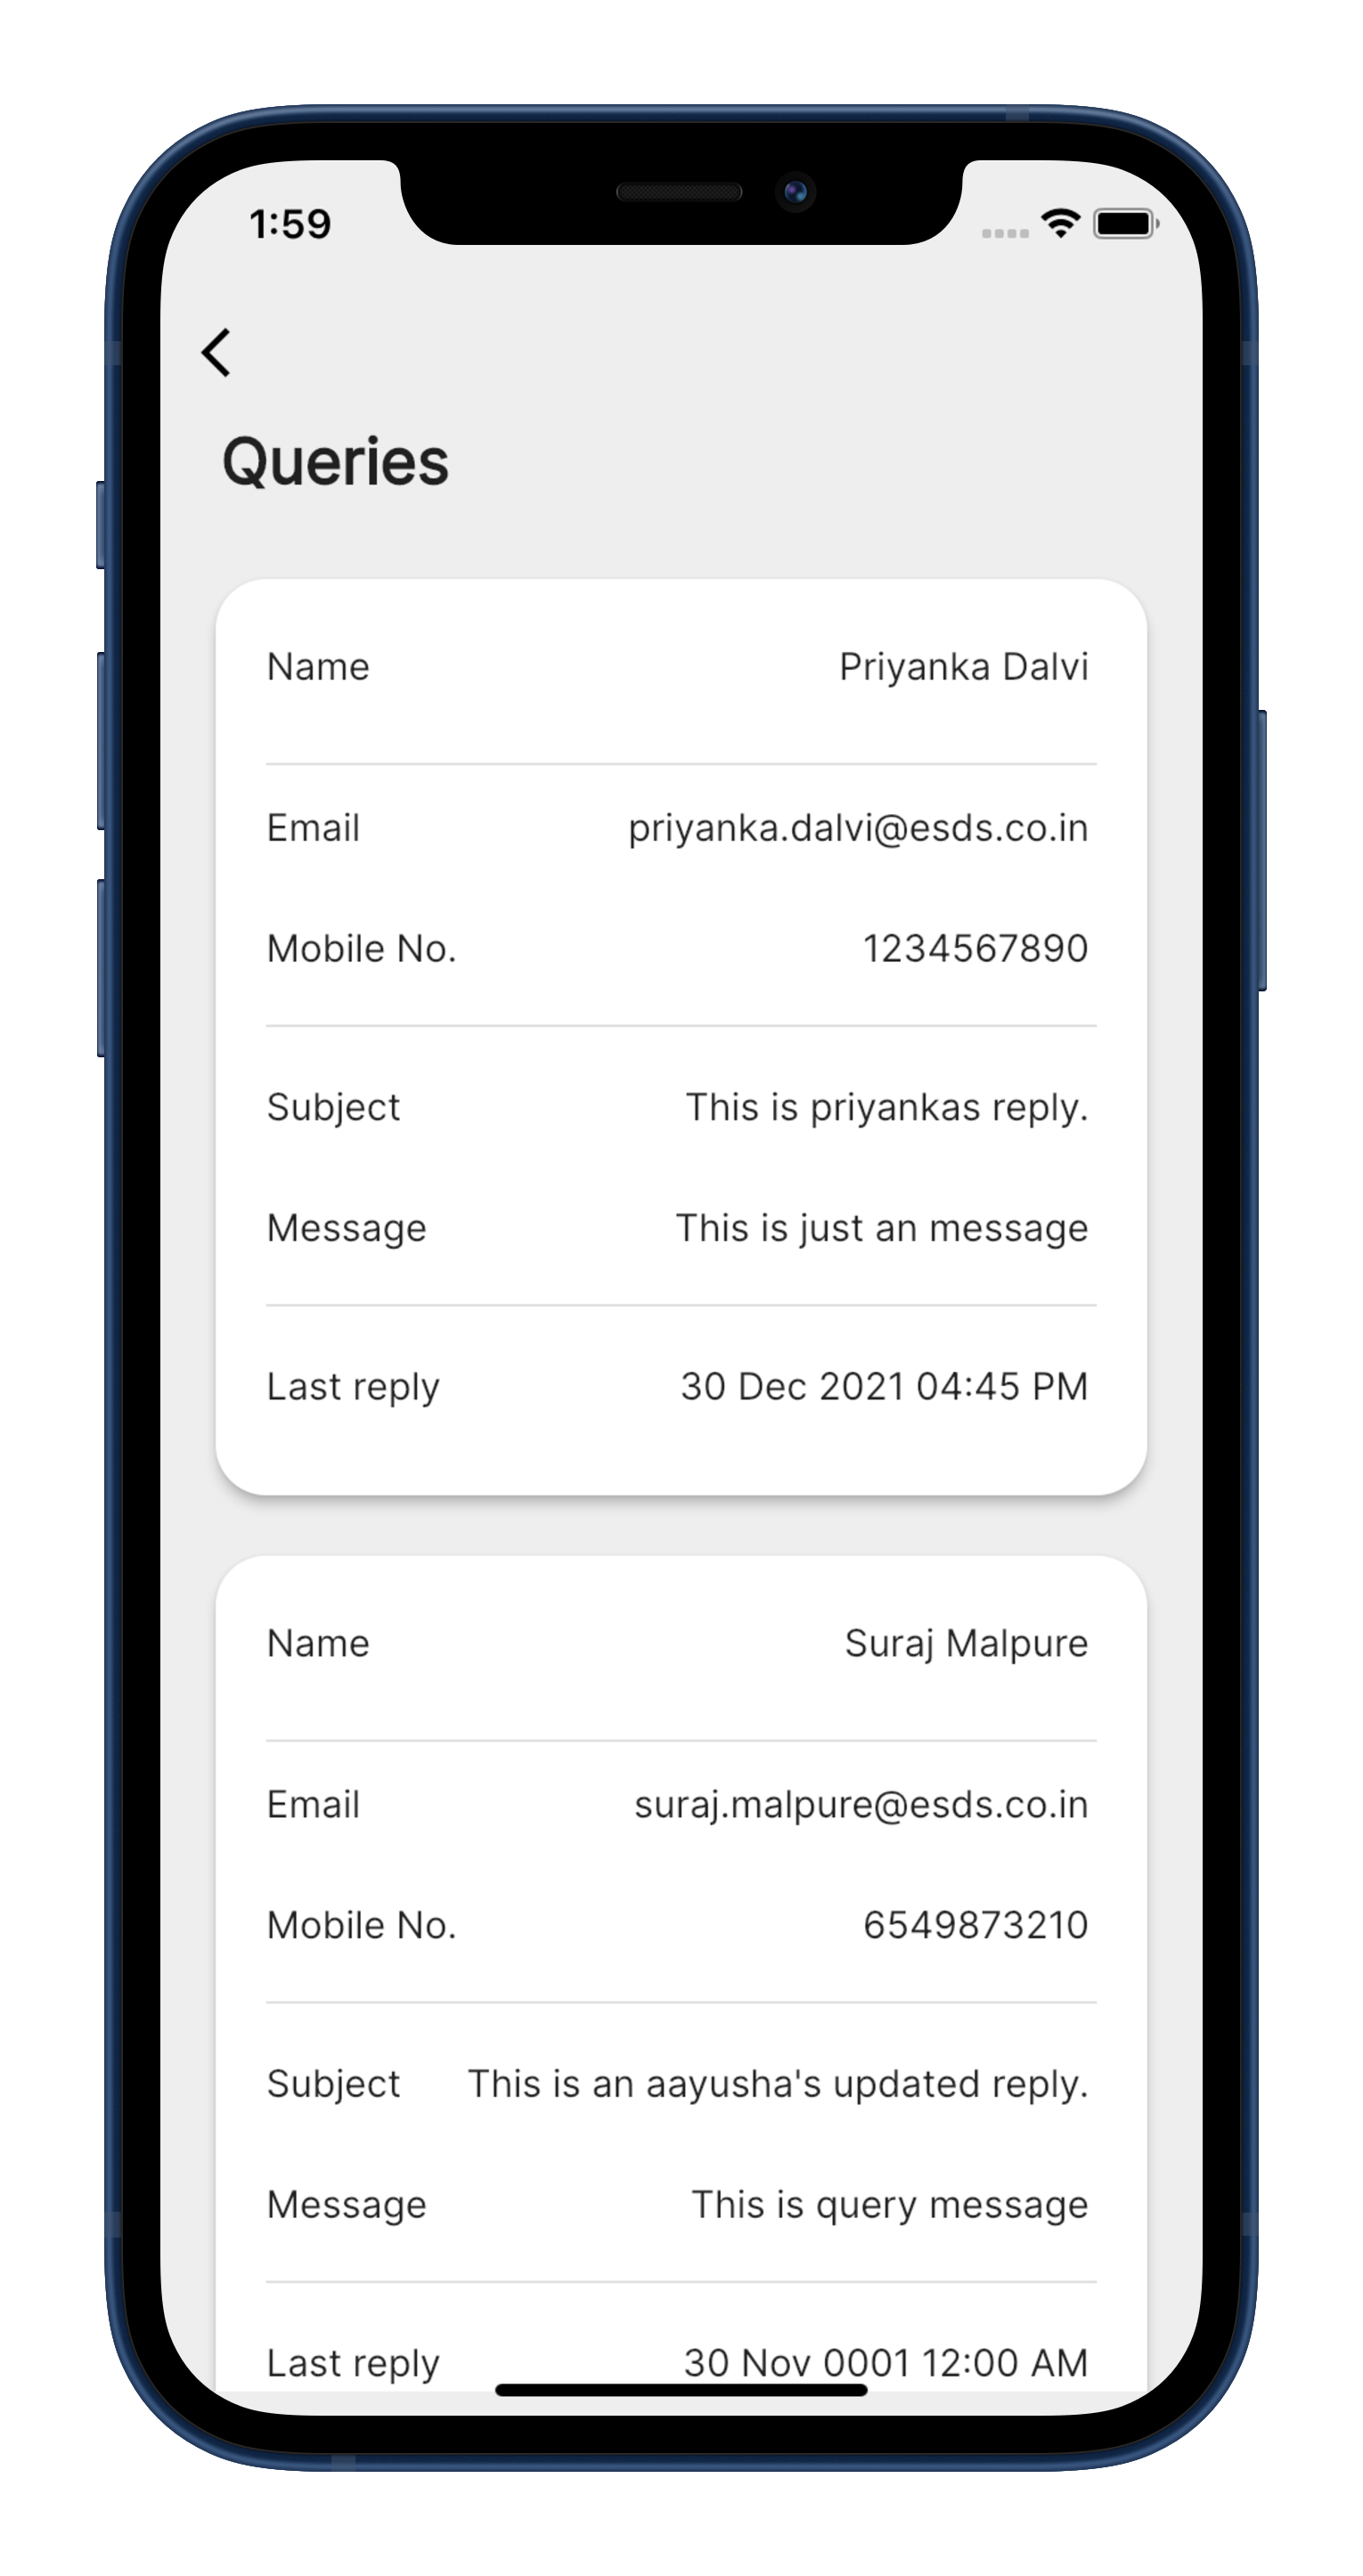 1:59
Queries
Name Priyanka Dalvi
Email priyanka.dalvi@esds.co.in
Mobile No. 1234567890
Subject This is priyankas reply.
Message This is just an message
Last reply 30 Dec 2021 04:45 PM
Name Suraj Malpure
Email suraj.malpure@esds.co.in
Mobile No. 6549873210
Subject This is an aayusha's updated reply.
Message This is query message
Last reply 30 Nov 0001 12:00 AM